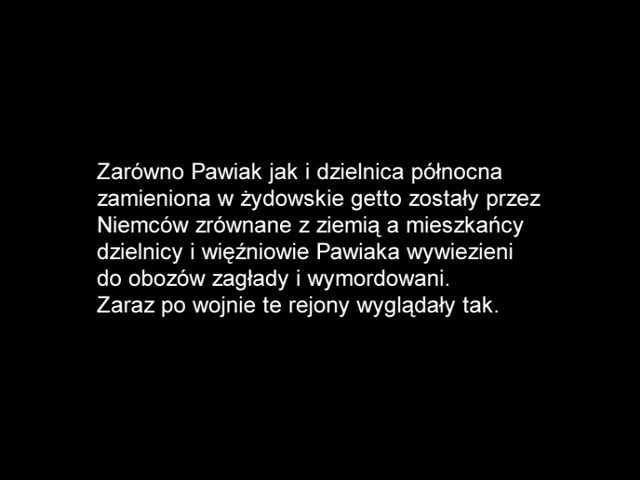 Zarówno Pawiak jak i dzielnica północna
zamieniona w żydowskie getto zostały przez
Niemców zrównane z ziemią a mieszkańcy
dzielnicy i więźniowie Pawiaka wywiezieni
do obozów zagłady i wymordowani.
Zaraz po wojnie te rejony wyglądały tak.